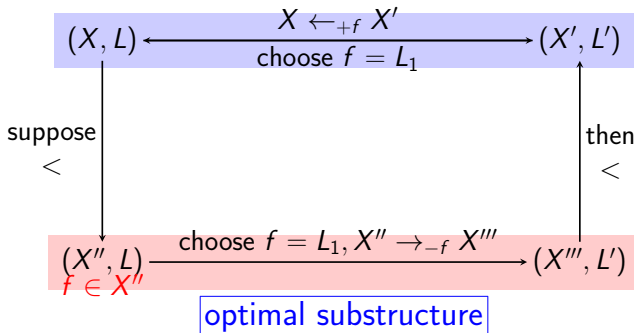 X ←₊f X′
(X, L) (X′, L′)
choose f = L₁
suppose then
< <
choose f = L₁, X″ →₋f X‴
(X″, L) (X‴, L′)
f ∈ X″
optimal substructure